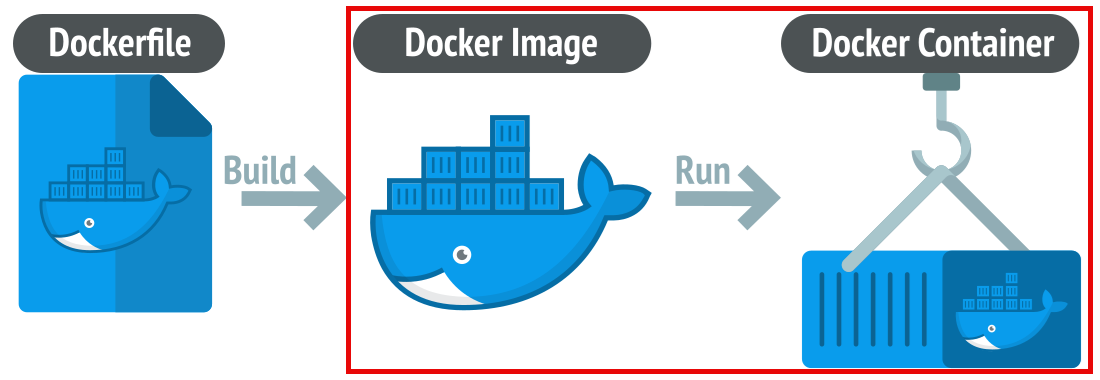 Dockerfile
Docker Image
Docker Container
Build
Run